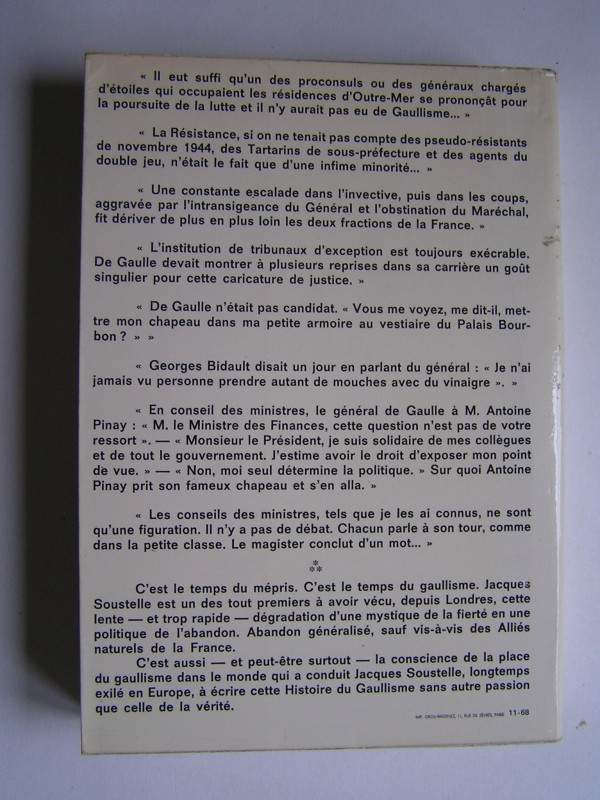 « Il eut suffi qu'un des proconsuls ou des généraux chargés
d'étoiles qui occupaient les résidences d'Outre-Mer se prononçât pour
la poursuite de la lutte et il n'y aurait pas eu de Gaullisme... »
« La Résistance, si on ne tenait pas compte des pseudo-résistants
de novembre 1944, des Tartarins de sous-préfecture et des agents du
double jeu, n'était le fait que d'une infime minorité... »
« Une constante escalade dans l'invective, puis dans les coups,
aggravée par l'intransigeance du Général et l'obstination du Maréchal,
fit dériver de plus en plus loin les deux fractions de la France. »
« L'institution de tribunaux d'exception est toujours exécrable.
De Gaulle devait montrer à plusieurs reprises dans sa carrière un goût
singulier pour cette caricature de justice. »
« De Gaulle n'était pas candidat. « Vous me voyez, me dit-il, met-
tre mon chapeau dans ma petite armoire au vestiaire du Palais Bour-
bon ? » »
« Georges Bidault disait un jour en parlant du général : « Je n'ai
jamais vu personne prendre autant de mouches avec du vinaigre ». »
« En conseil des ministres, le général de Gaulle à M. Antoine
Pinay : « M. le Ministre des Finances, cette question n'est pas de votre
ressort ». — « Monsieur le Président, je suis solidaire de mes collègues
et de tout le gouvernement. J'estime avoir le droit d'exposer mon point
de vue. » — « Non, moi seul détermine la politique. » Sur quoi Antoine
Pinay prit son fameux chapeau et s'en alla. »
« Les conseils des ministres, tels que je les ai connus, ne sont
qu'une figuration. Il n'y a pas de débat. Chacun parle à son tour, comme
dans la petite classe. Le magister conclut d'un mot... »
*
**
C'est le temps du mépris. C'est le temps du gaullisme. Jacques
Soustelle est un des tout premiers à avoir vécu, depuis Londres, cette
lente — et trop rapide — dégradation d'une mystique de la fierté en une
politique de l'abandon. Abandon généralisé, sauf vis-à-vis des Alliés
naturels de la France.
C'est aussi — et peut-être surtout — la conscience de la place
du gaullisme dans le monde qui a conduit Jacques Soustelle, longtemps
exilé en Europe, à écrire cette Histoire du Gaullisme sans autre passion
que celle de la vérité.
IMP. 11, RUE DE SÈVRES, PARIS 11-68